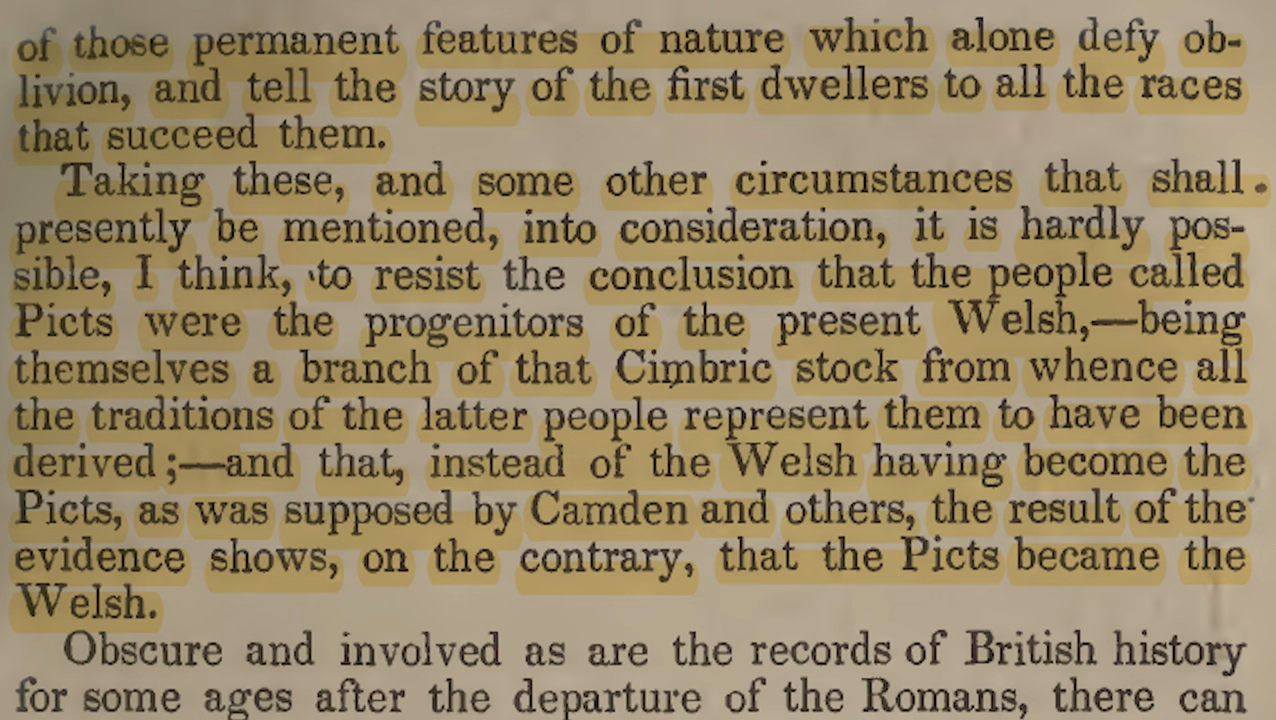 of those permanent features of nature which alone defy ob-
livion, and tell the story of the first dwellers to all the races
that succeed them.
Taking these, and some other circumstances that shall.
presently be mentioned, into consideration, it is hardly pos-
sible, I think, to resist the conclusion that the people called
Picts were the progenitors of the present Welsh,—being
themselves a branch of that Cimbric stock from whence all
the traditions of the latter people represent them to have been
derived;—and that, instead of the Welsh having become the
Picts, as was supposed by Camden and others, the result of the
evidence shows, on the contrary, that the Picts became the
Welsh.
Obscure and involved as are the records of British history
for some ages after the departure of the Romans, there can